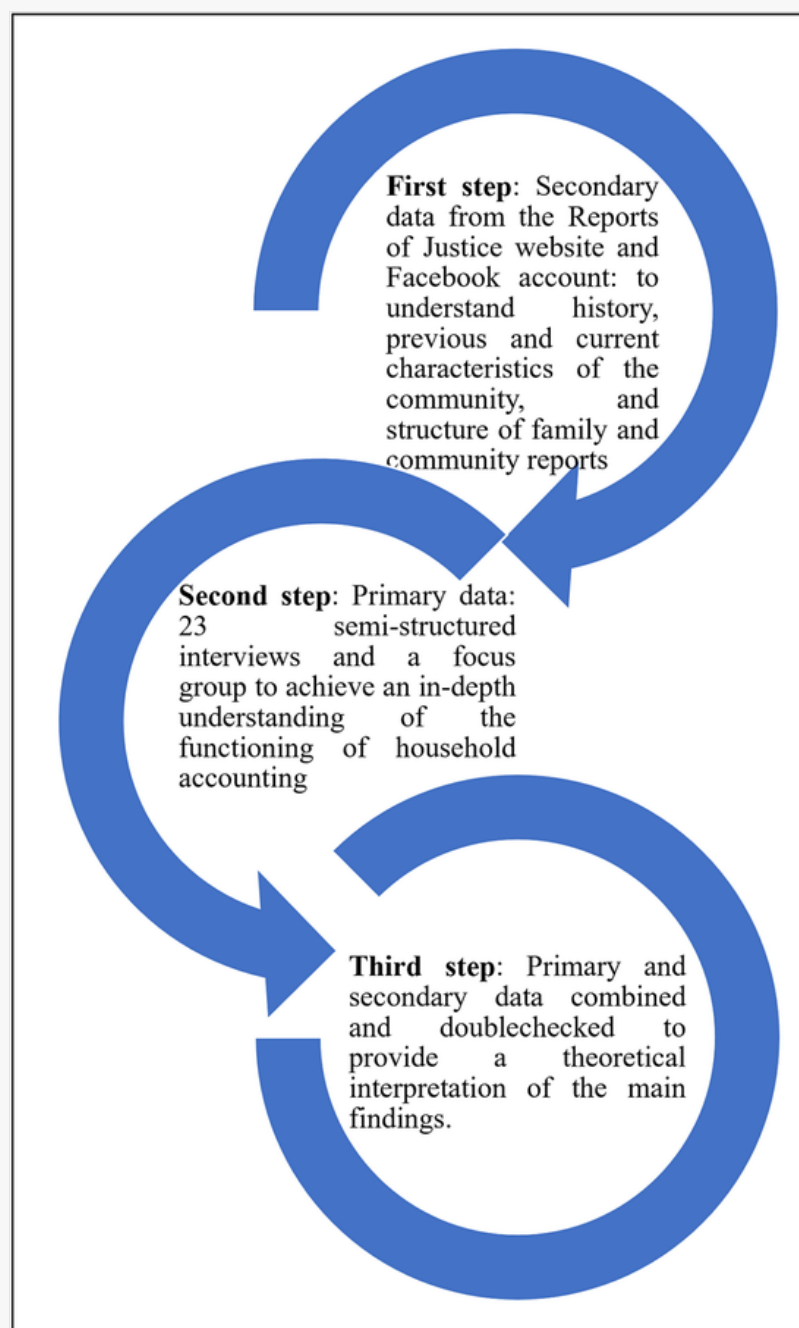 First step: Secondary
data from the Reports
of Justice website and
Facebook account: to
understand history,
previous and current
characteristics of the
community, and
structure of family and
community reports
Second step: Primary data:
23 semi-structured
interviews and a focus
group to achieve an in-depth
understanding of the
functioning of household
accounting
Third step: Primary and
secondary data combined
and doublechecked to
provide a theoretical
interpretation of the main
findings.